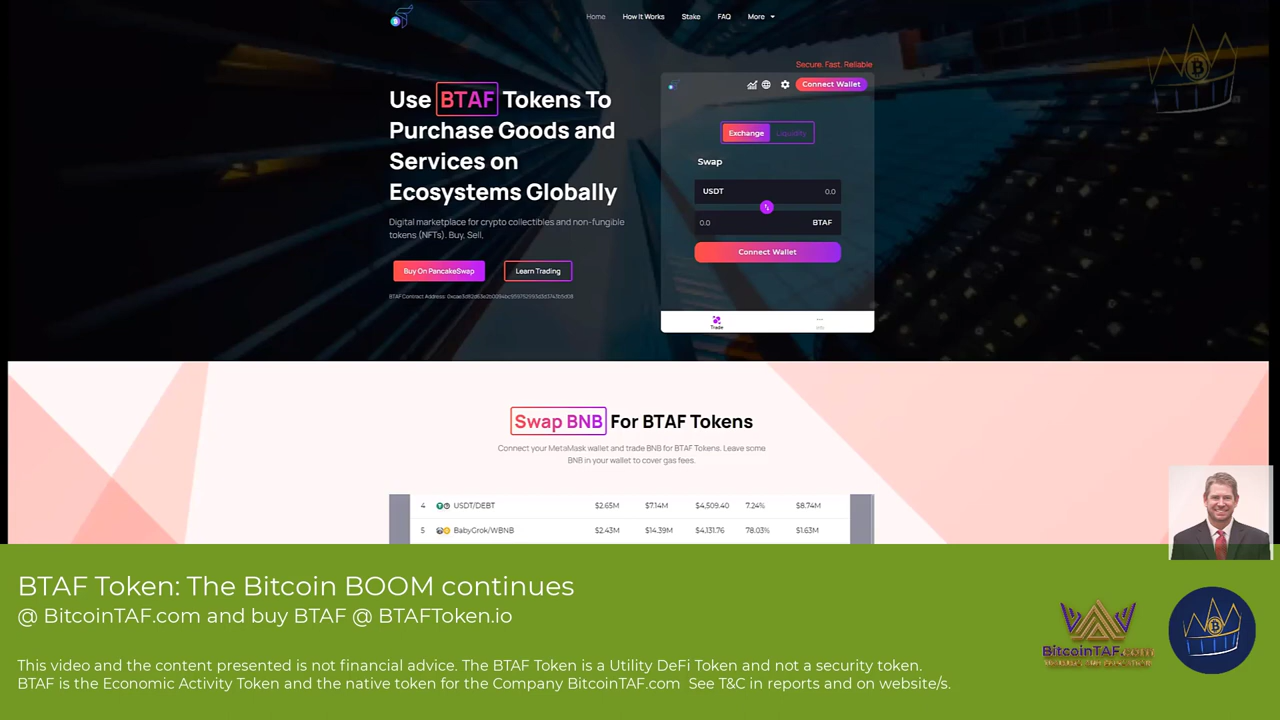 Home How It Works Stake FAQ More
Secure. Fast. Reliable
Connect Wallet
Use BTAF Tokens To
Purchase Goods and
Services on
Ecosystems Globally
Digital marketplace for crypto collectibles and non-fungible
tokens (NFTs). Buy, Sell,
Buy On PancakeSwap Learn Trading
BTAF Contract Address:
Exchange Liquidity
Swap
USDT 0.0
0.0 BTAF
Connect Wallet
Trade
Swap BNB For BTAF Tokens
Connect your MetaMask wallet and trade BNB for BTAF Tokens. Leave some
BNB in your wallet to cover gas fees.
4 USDT/DEBT $2.65M $7.14M $4,509.40 7.24% $8.74M
5 BabyGrok/WBNB $2.43M $14.39M $4,131.76 78.03% $1.63M
BTAF Token: The Bitcoin BOOM continues
@ BitcoinTAF.com and buy BTAF @ BTAFToken.io
This video and the content presented is not financial advice. The BTAF Token is a Utility DeFi Token and not a security token.
BTAF is the Economic Activity Token and the native token for the Company BitcoinTAF.com See T&C in reports and on website/s.
BitcoinTAF.com